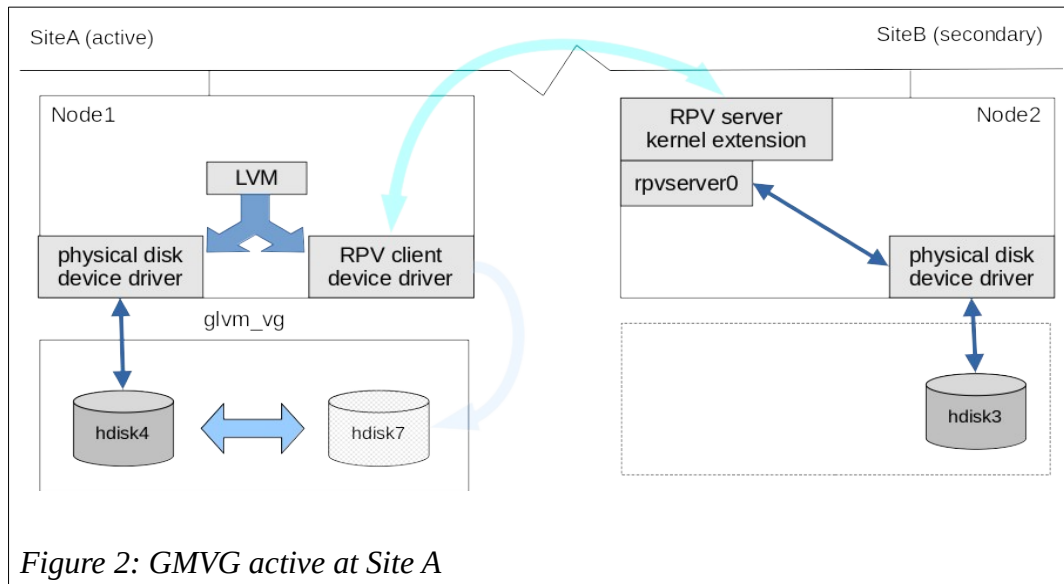 SiteA (active)
SiteB (secondary)
Node1
RPV server
kernel extension
Node2
LVM
rpvserver0
physical disk
device driver
RPV client
device driver
physical disk
device driver
glvm_vg
hdisk4
hdisk7
hdisk3
Figure 2: GMVG active at Site A